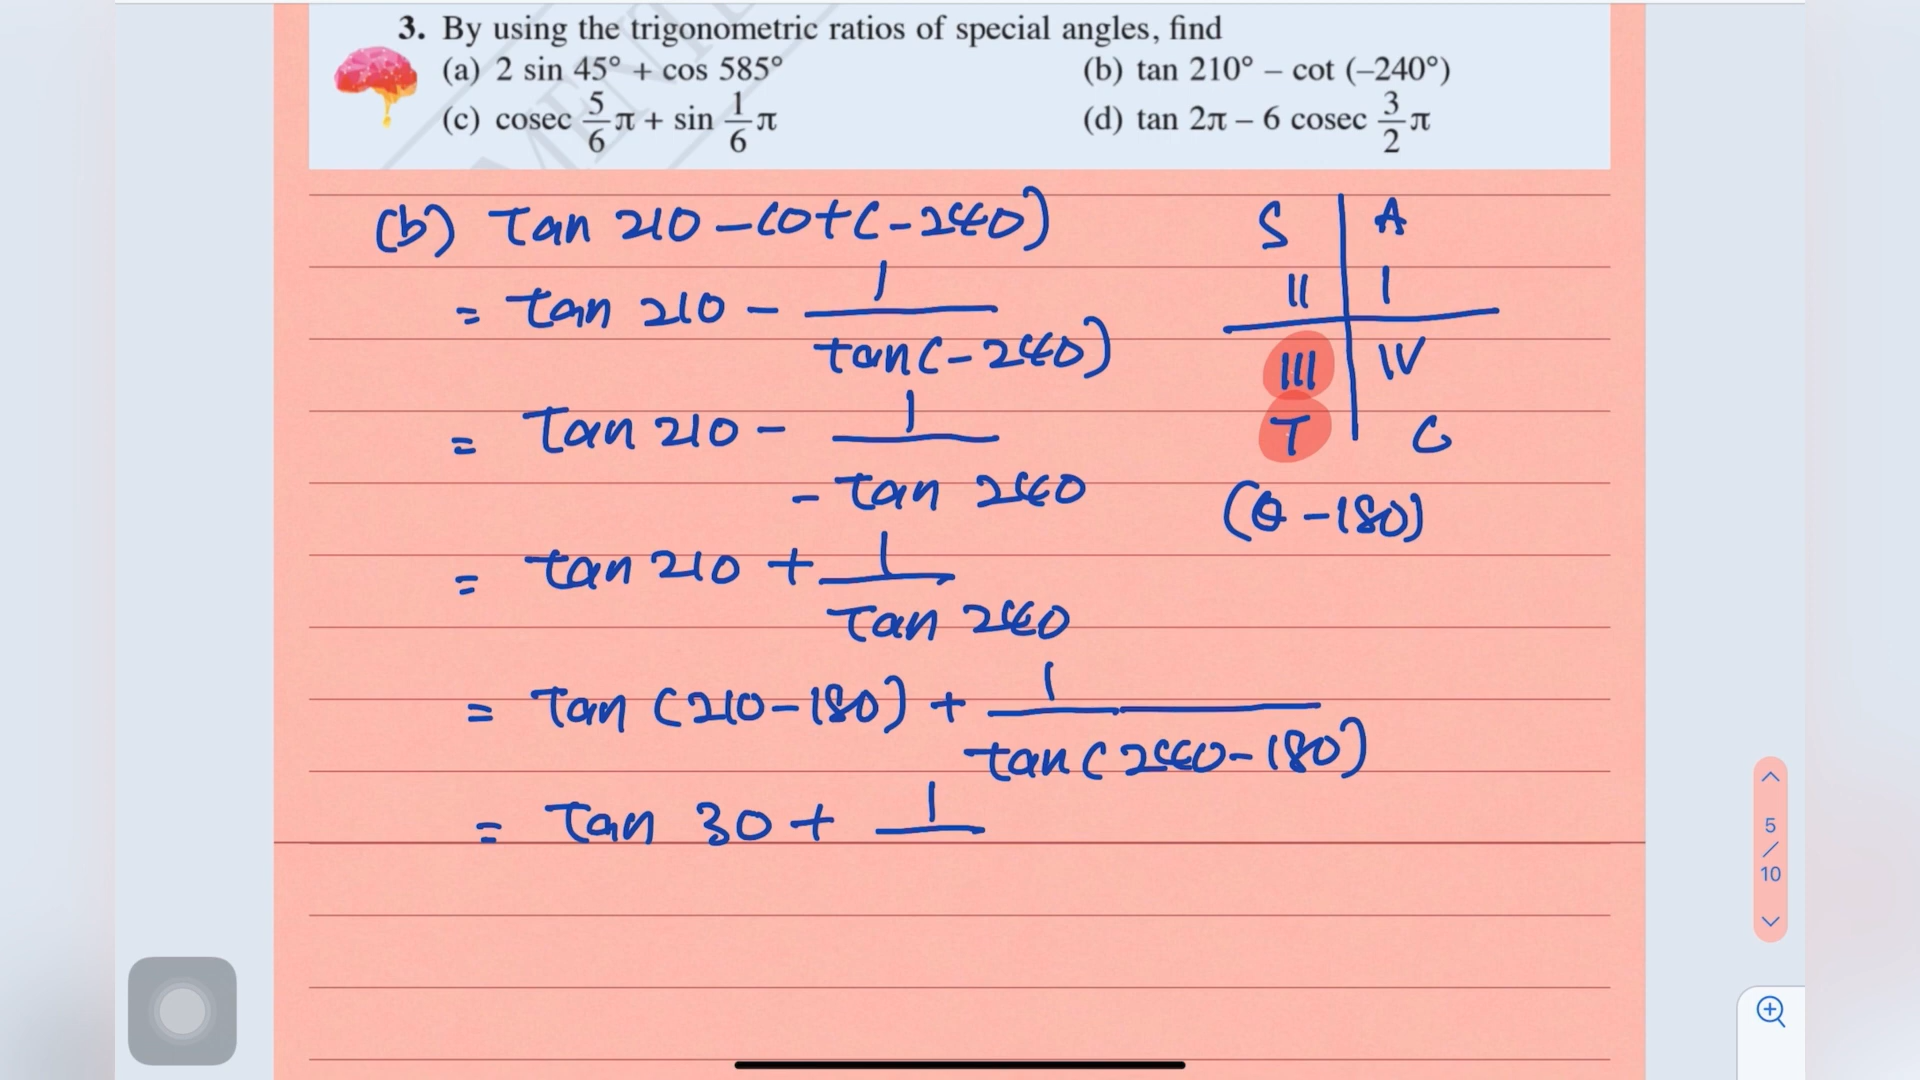 3. By using the trigonometric ratios of special angles, find
(a) 2 sin 45° + cos 585°
(b) tan 210° – cot (–240°)
(c) cosec 5/6 π + sin 1/6 π
(d) tan 2π – 6 cosec 3/2 π
(b) Tan 210 - cot(-240)
= tan 210 - 1/tan(-240)
= Tan 210 - 1/-tan 240
= tan 210 + 1/Tan 240
= Tan (210-180) + 1/tan(240-180)
= Tan 30 + 1/
S A
II I
III IV
T C
(θ-180)
5
/
10